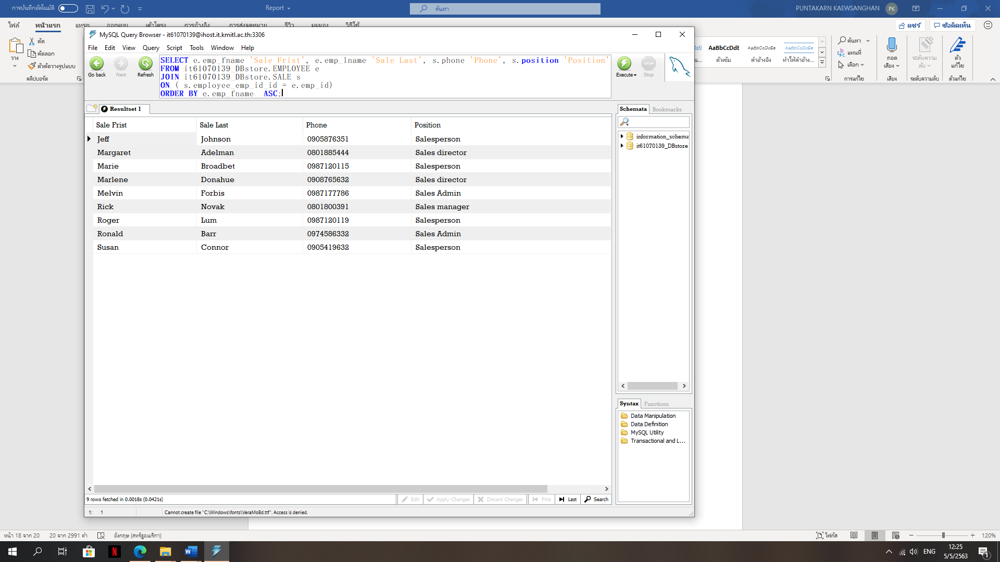 การบันทึกอัตโนมัติ
Report
ค้นหา
PUNTAKARN KAEWSANGHAN PK
ไฟล์ หน้าแรก แทรก ออกแบบ เค้าโครง การอ้างอิง การส่งจดหมาย รีวิว มุมมอง วิธีใช้
แชร์ ข้อคิดเห็น
วาง
ตัด
คัดลอก
ตัวคัดวางรูปแบบ
คลิปบอร์ด
MySQL Query Browser - it61070139@ihost.it.kmitl.ac.th:3306
File Edit View Query Script Tools Window Help
Go back Next Refresh
SELECT e.emp_fname 'Sale Frist', e.emp_lname 'Sale Last', s.phone 'Phone', s.position 'Position'
FROM it61070139_DBstore.EMPLOYEE e
JOIN it61070139_DBstore.SALE s
ON ( s.employee_emp_id_id = e.emp_id)
ORDER BY e.emp_fname  ASC;
Execute STOP Stop
AaBbCcDdE AaBbCcDdEe AaBbCcDdEe
ตัวเข้ม คำอ้างอิง ทำให้คำอ้าง...
ค้นหา
แทนที่
เลือก
การแก้ไข
ถอดเสียง
เสียง
ระดับความลับ
ระดับความลับ
ตัวแก้ไข
ตัวแก้ไข
Resultset 1
Sale Frist Sale Last Phone Position
Jeff Johnson 0905876351 Salesperson
Margaret Adelman 0801885444 Sales director
Marie Broadbet 0987120115 Salesperson
Marlene Donahue 0908765632 Sales director
Melvin Forbis 0987177786 Sales Admin
Rick Novak 0801800391 Sales manager
Roger Lum 0987120119 Salesperson
Ronald Barr 0974586332 Sales Admin
Susan Connor 0905419632 Salesperson
Schemata Bookmarks
information_schema
it61070139_DBstore
Syntax Functions
Data Manipulation
Data Definition
MySQL Utility
Transactional and L...
9 rows fetched in 0.0018s (0.0421s)
Edit Apply Changes Discard Changes First Last Search
1: 1 Cannot create file "C:\Windows\fonts\VeraMoBd.ttf". Access is denied.
หน้า 18 จาก 20 20 จาก 2991 คำ อังกฤษ (สหรัฐอเมริกา)
โฟกัส 120%
ENG
12:25
5/5/2563
1